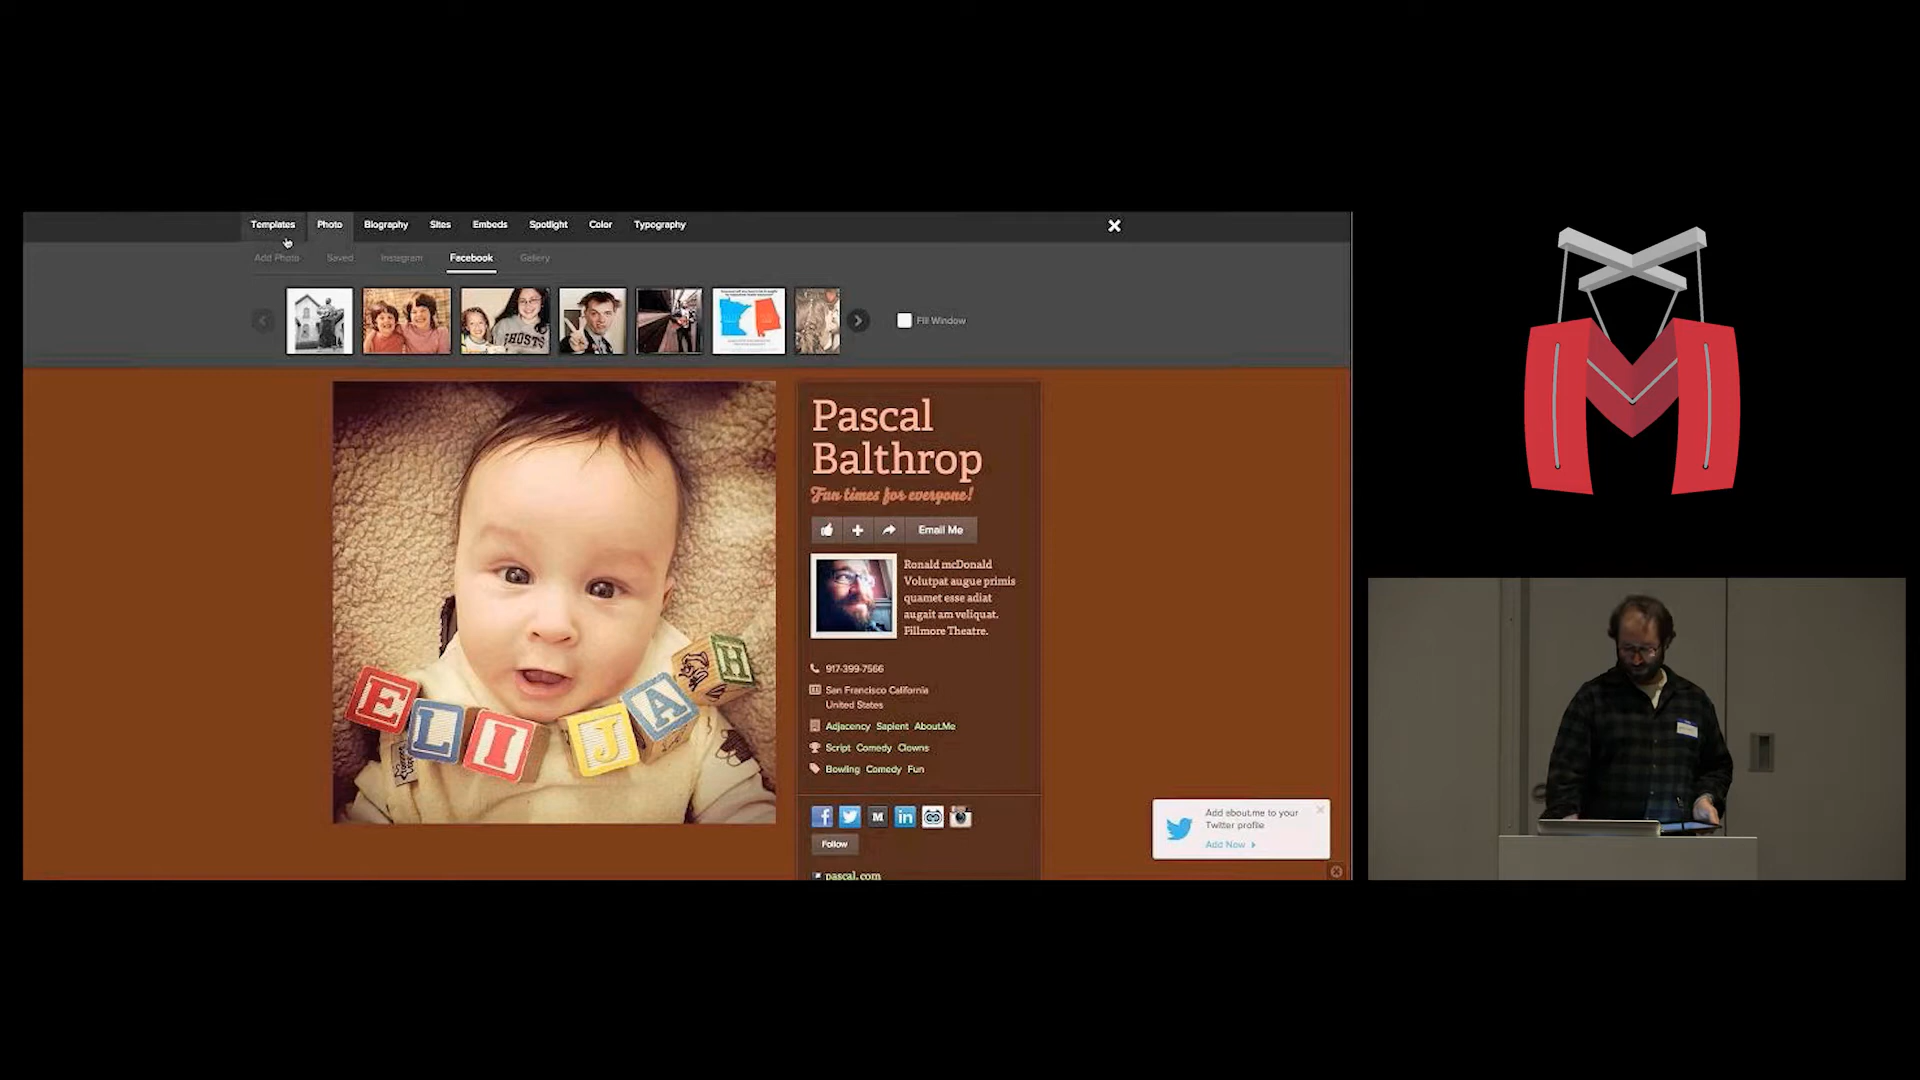 Templates Photo Biography Sites Embeds Spotlight Color Typography
Add Photo Saved Instagram Facebook Gallery
GHOSTS
Fill Window
Pascal
Balthrop
Fun times for everyone!
Email Me
Ronald mcDonald
Volutpat augue primis
quamet esse adiat
augait am veliquat.
Fillmore Theatre.
917-399-7566
San Francisco California
United States
Adjacency Sapient About.Me
Script Comedy Clowns
Bowling Comedy Fun
ELIJAH
f M in
Follow
pascal.com
Add about.me to your
Twitter profile
Add Now